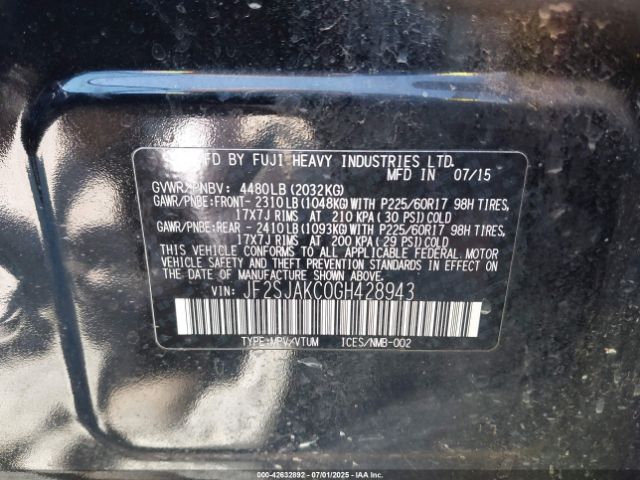 MFD BY FUJI HEAVY INDUSTRIES LTD.
MFD IN 07/15
GVWR/PNBV: 4480LB (2032KG)
GAWR/PNBE:FRONT- 2310LB(1048KG)WITH P225/60R17 98H TIRES,
17X7J RIMS AT 210 KPA(30 PSI)COLD
GAWR/PNBE:REAR - 2410LB(1093KG)WITH P225/60R17 98H TIRES,
17X7J RIMS AT 200 KPA(29 PSI)COLD
THIS VEHICLE CONFORMS TO ALL APPLICABLE FEDERAL MOTOR
VEHICLE SAFETY AND THEFT PREVENTION STANDARDS IN EFFECT
ON THE DATE OF MANUFACTURE SHOWN ABOVE.
VIN: JF2SJAKC0GH428943
TYPE:MPV/VTUM ICES/NMB-002
000-42632892 - 07/01/2025 - IAA Inc.